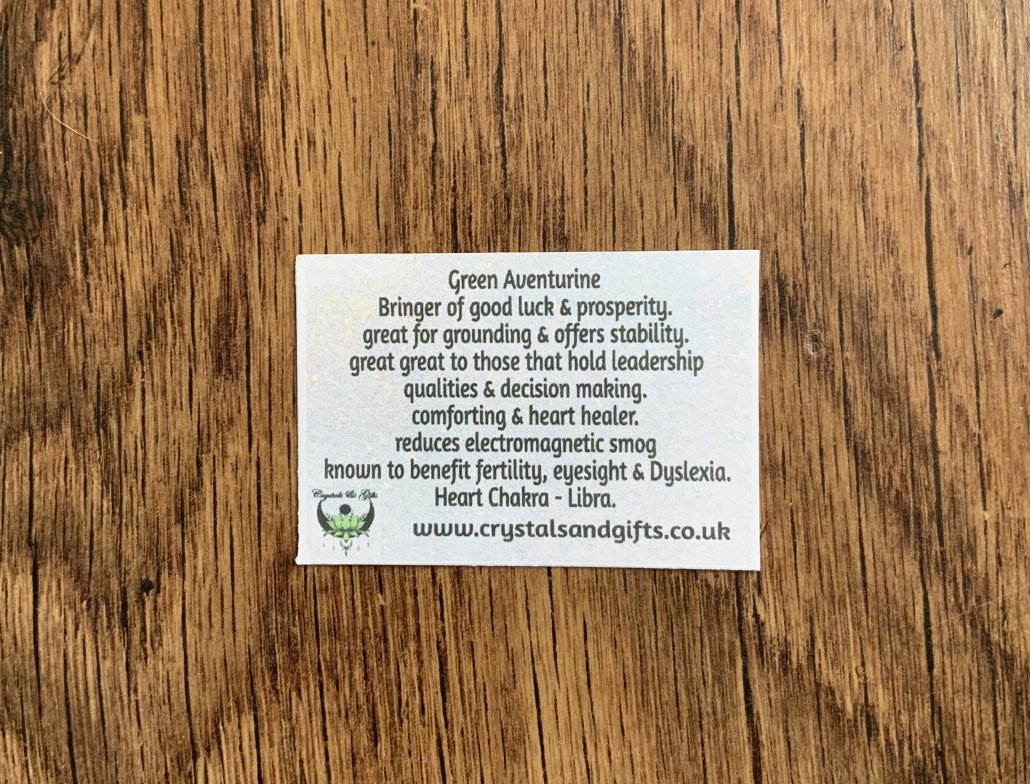 Green Aventurine
Bringer of good luck & prosperity.
great for grounding & offers stability.
great great to those that hold leadership
qualities & decision making.
comforting & heart healer.
reduces electromagnetic smog
known to benefit fertility, eyesight & Dyslexia.
Heart Chakra - Libra.
Crystals & Gifts
www.crystalsandgifts.co.uk